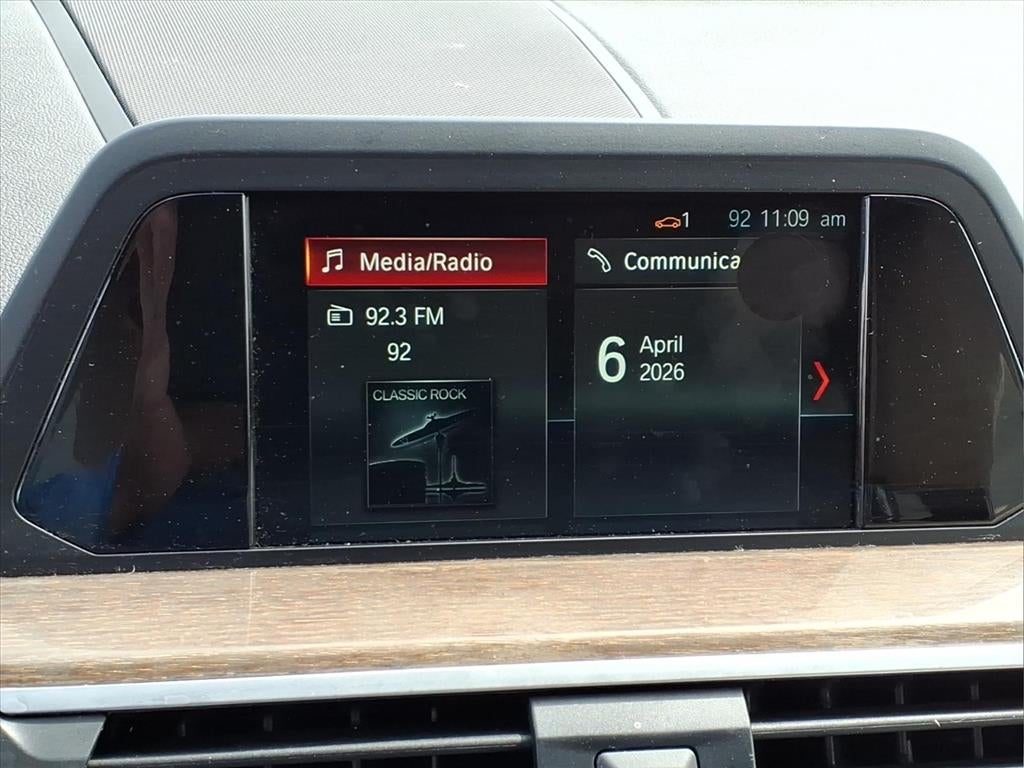 1 92 11:09 am
Media/Radio
Communica
92.3 FM
92
CLASSIC ROCK
6 April
2026